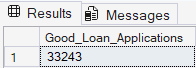 Results Messages
Good_Loan_Applications
1 33243